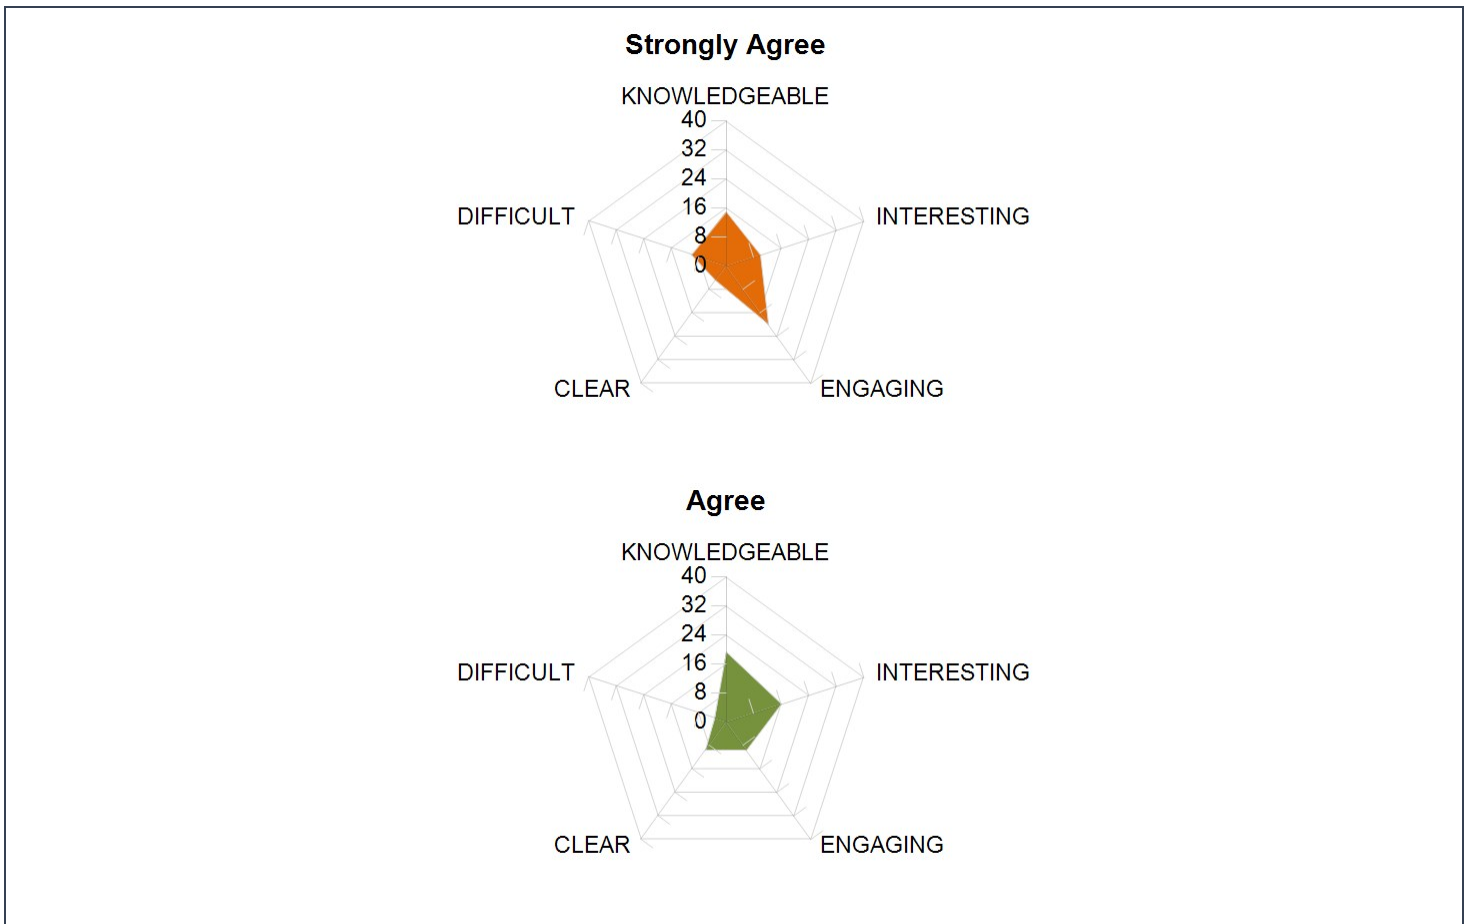 Strongly Agree
KNOWLEDGEABLE
40
32
24
16
8
0
DIFFICULT
INTERESTING
CLEAR
ENGAGING
Agree
KNOWLEDGEABLE
40
32
24
16
8
0
DIFFICULT
INTERESTING
CLEAR
ENGAGING